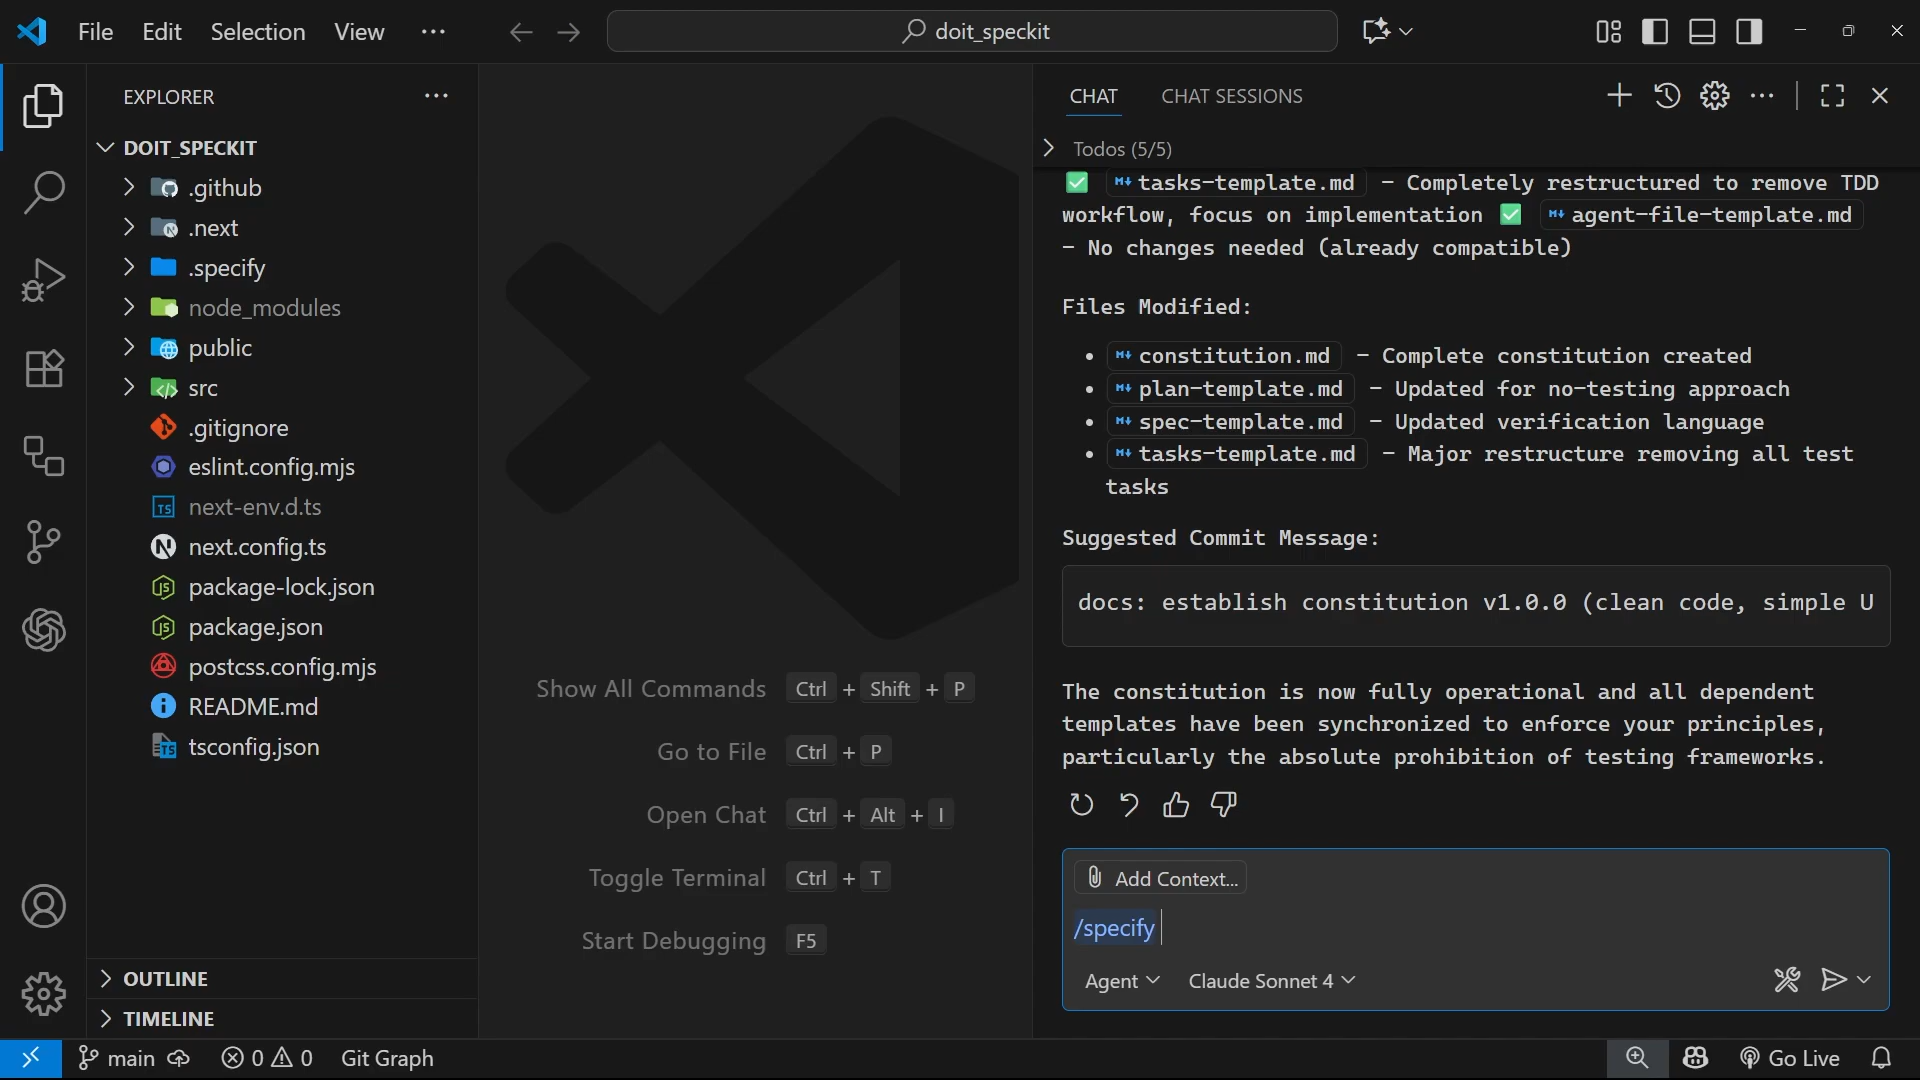 File Edit Selection View ···
doit_speckit
EXPLORER ···
DOIT_SPECKIT
.github
.next
.specify
node_modules
public
src
.gitignore
eslint.config.mjs
next-env.d.ts
next.config.ts
package-lock.json
package.json
postcss.config.mjs
README.md
tsconfig.json
OUTLINE
TIMELINE
Show All Commands Ctrl + Shift + P
Go to File Ctrl + P
Open Chat Ctrl + Alt + I
Toggle Terminal Ctrl + T
Start Debugging F5
CHAT CHAT SESSIONS
Todos (5/5)
✅ tasks-template.md – Completely restructured to remove TDD
workflow, focus on implementation ✅ agent-file-template.md
– No changes needed (already compatible)
Files Modified:
• constitution.md – Complete constitution created
• plan-template.md – Updated for no-testing approach
• spec-template.md – Updated verification language
• tasks-template.md – Major restructure removing all test
tasks
Suggested Commit Message:
docs: establish constitution v1.0.0 (clean code, simple U
The constitution is now fully operational and all dependent
templates have been synchronized to enforce your principles,
particularly the absolute prohibition of testing frameworks.
Add Context...
/specify
Agent Claude Sonnet 4
main 0 0 Git Graph Go Live